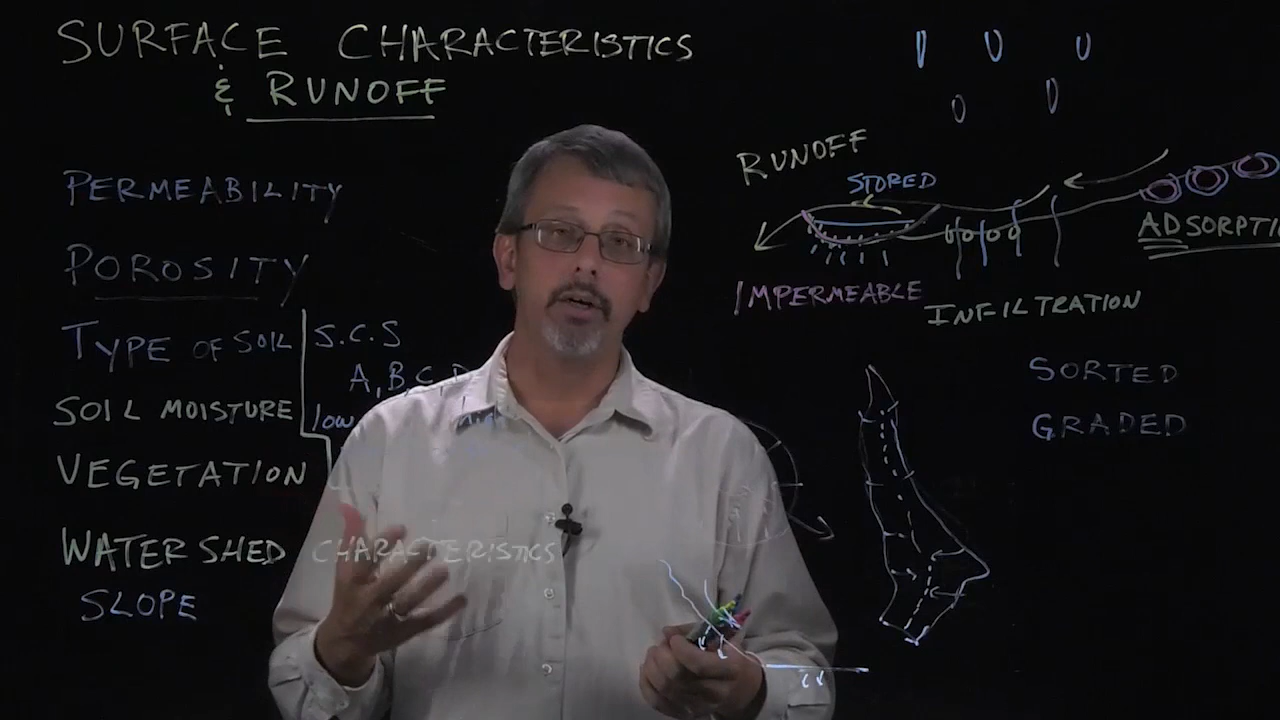 SURFACE CHARACTERISTICS
& RUNOFF
PERMEABILITY
POROSITY
TYPE OF SOIL S.C.S
A, B, C, D
SOIL MOISTURE low high
VEGETATION
WATERSHED CHARACTERISTICS
SLOPE
RUNOFF
STORED
ADSORPTI
IMPERMEABLE
INFILTRATION
SORTED
GRADED